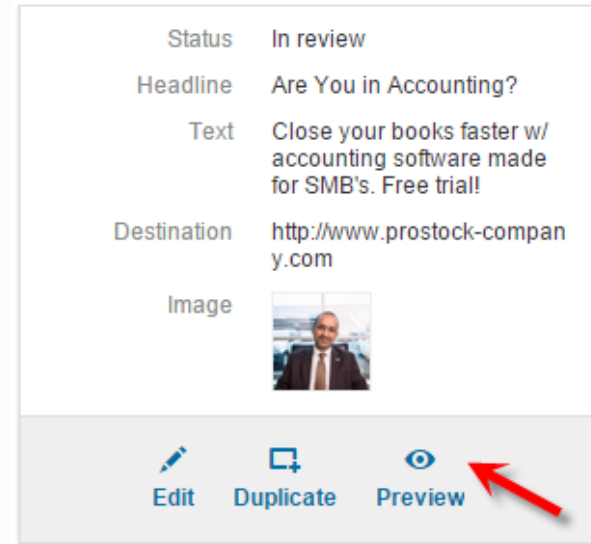 Status In review
Headline Are You in Accounting?
Text Close your books faster w/
accounting software made
for SMB's. Free trial!
Destination http://www.prostock-compan
y.com
Image
Edit Duplicate Preview